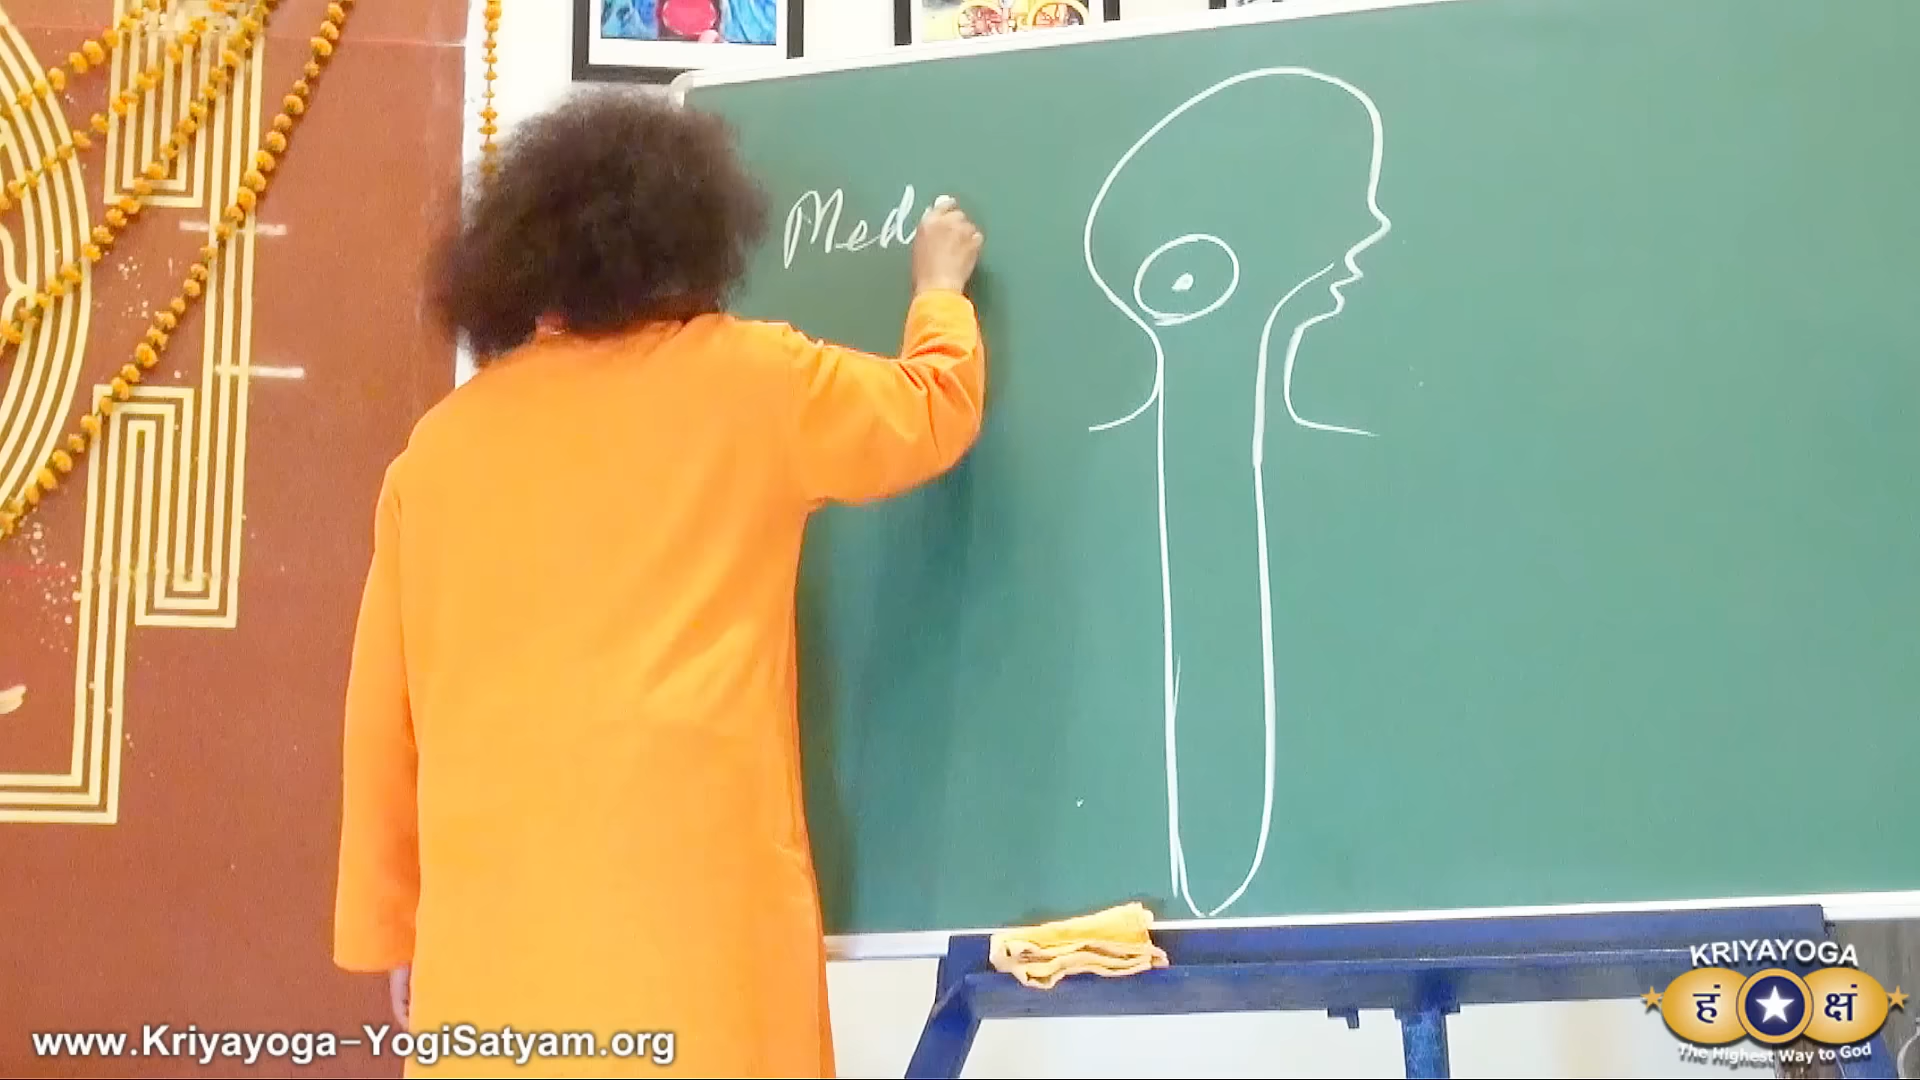 Med
www.Kriyayoga-YogiSatyam.org
KRIYAYOGA
हं क्षं
The Highest Way to God